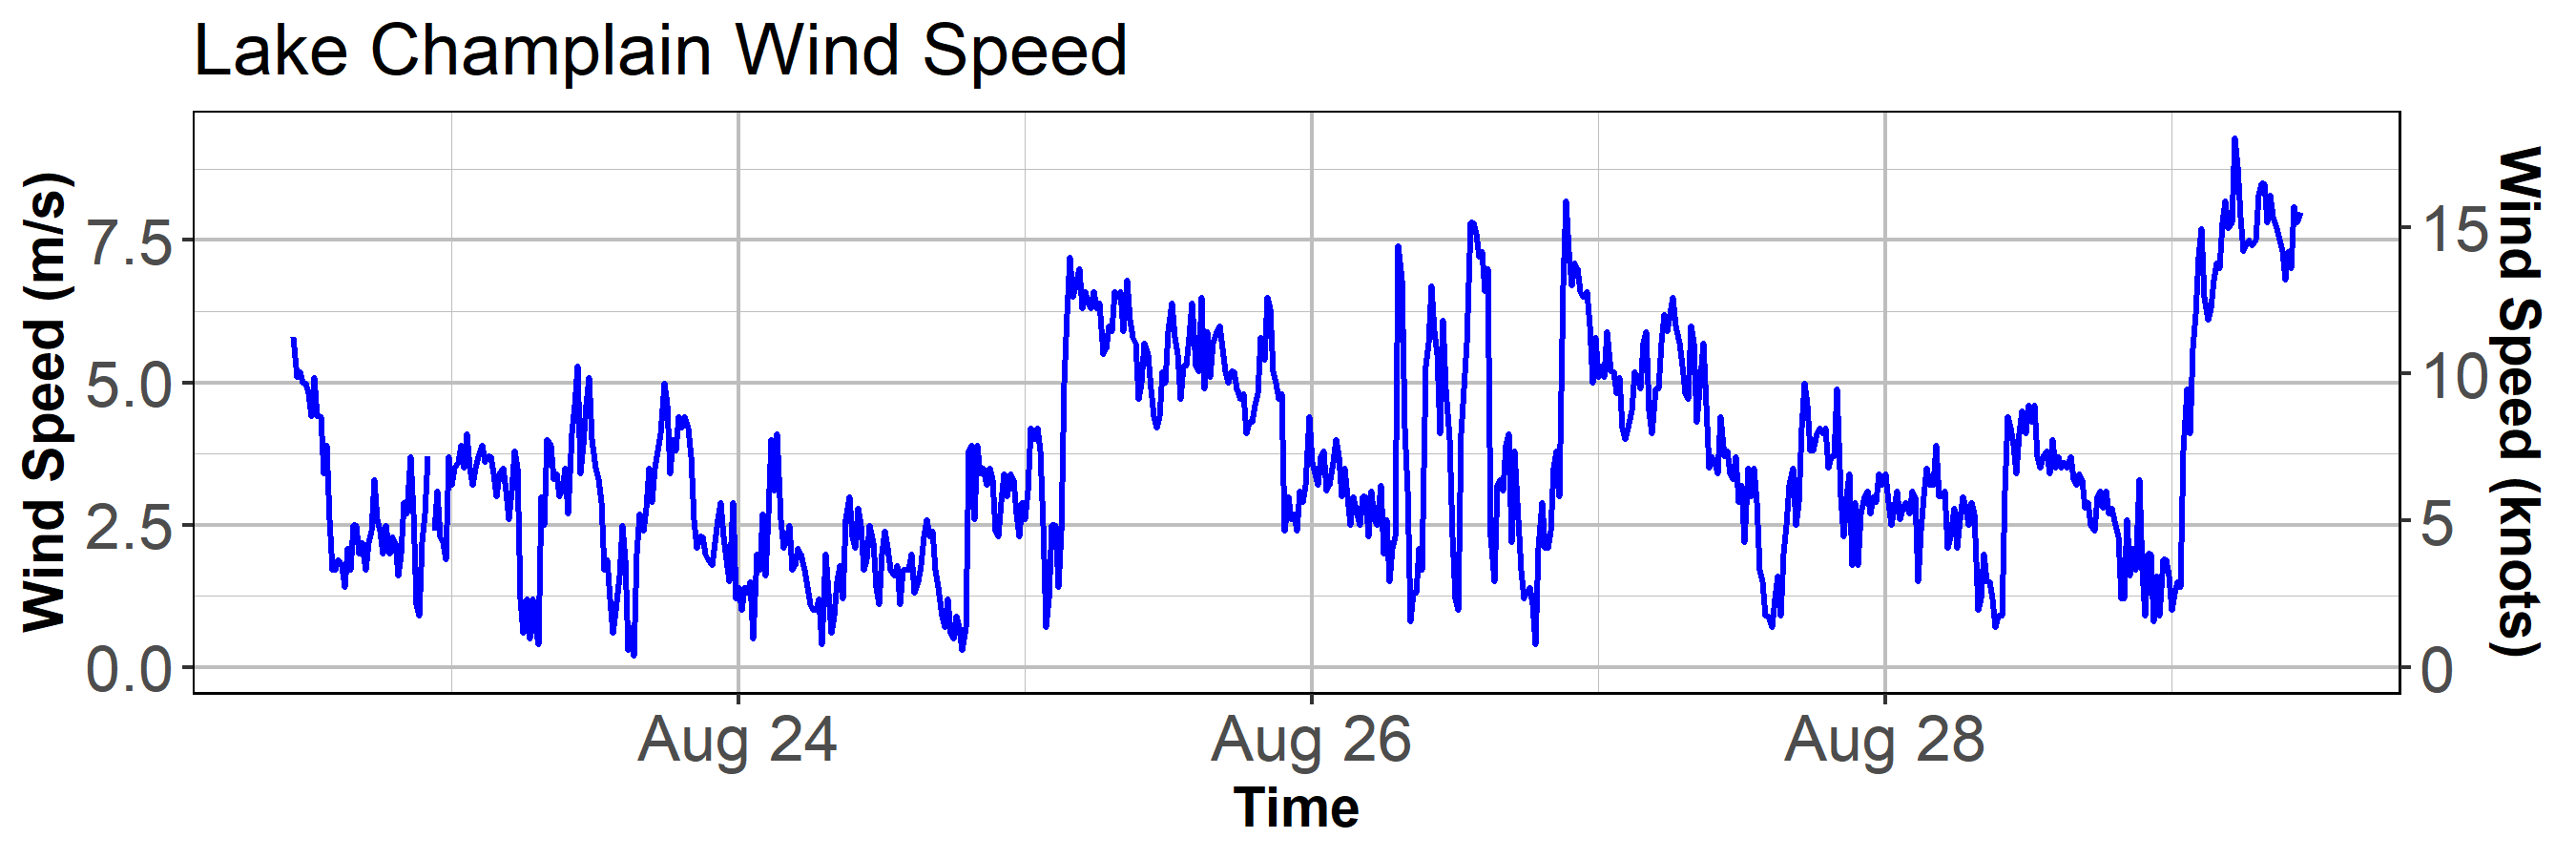 Lake Champlain Wind Speed
Wind Speed (m/s)
7.5
5.0
2.5
0.0
15
10
5
0
Wind Speed (knots)
Aug 24
Aug 26
Aug 28
Time